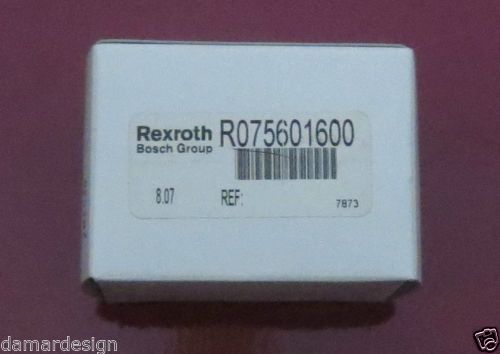 Rexroth
Bosch Group
R075601600
8.07
REF:
7873
damardesign